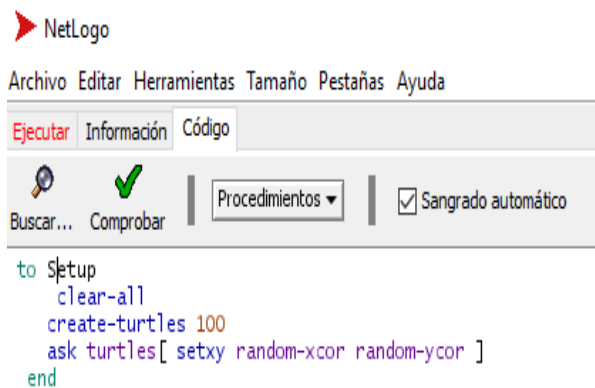 NetLogo
Archivo Editar Herramientas Tamaño Pestañas Ayuda
Ejecutar Información Código
Buscar... Comprobar Procedimientos Sangrado automático
to Setup
clear-all
create-turtles 100
ask turtles[ setxy random-xcor random-ycor ]
end